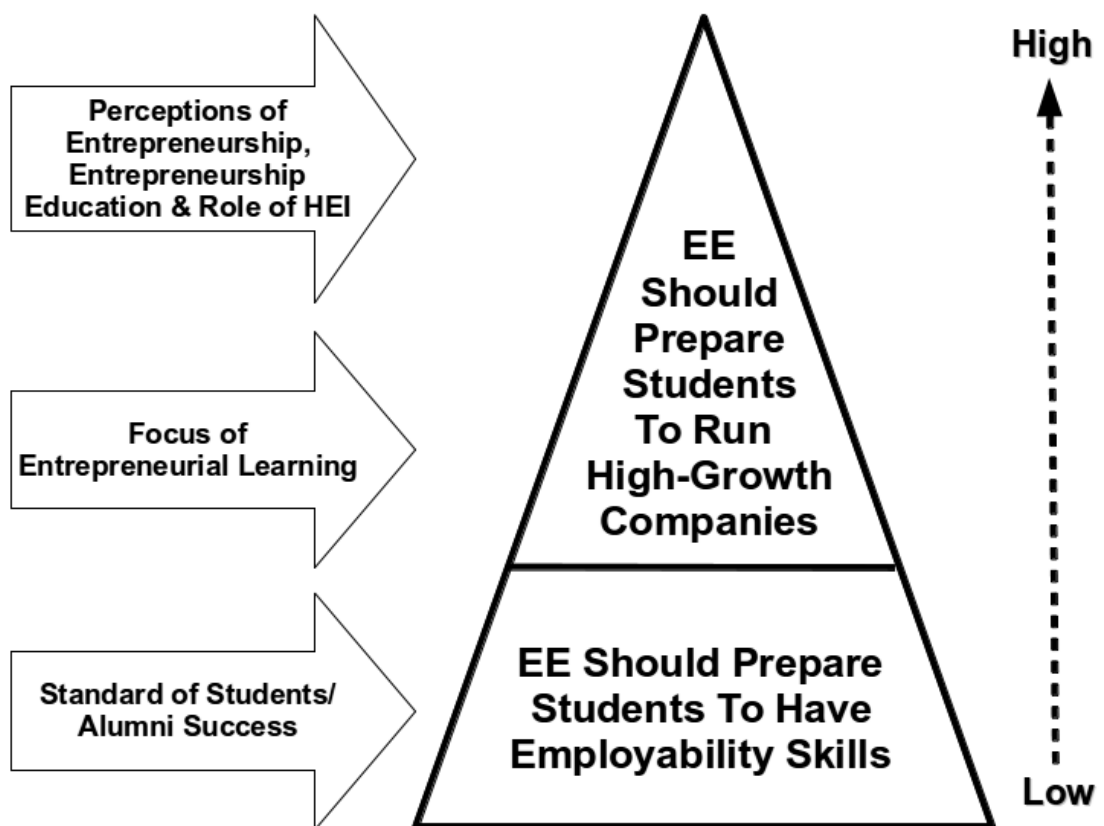 Perceptions of
Entrepreneurship,
Entrepreneurship
Education & Role of HEI
Focus of
Entrepreneurial Learning
Standard of Students/
Alumni Success
EE
Should
Prepare
Students
To Run
High-Growth
Companies
EE Should Prepare
Students To Have
Employability Skills
High
Low